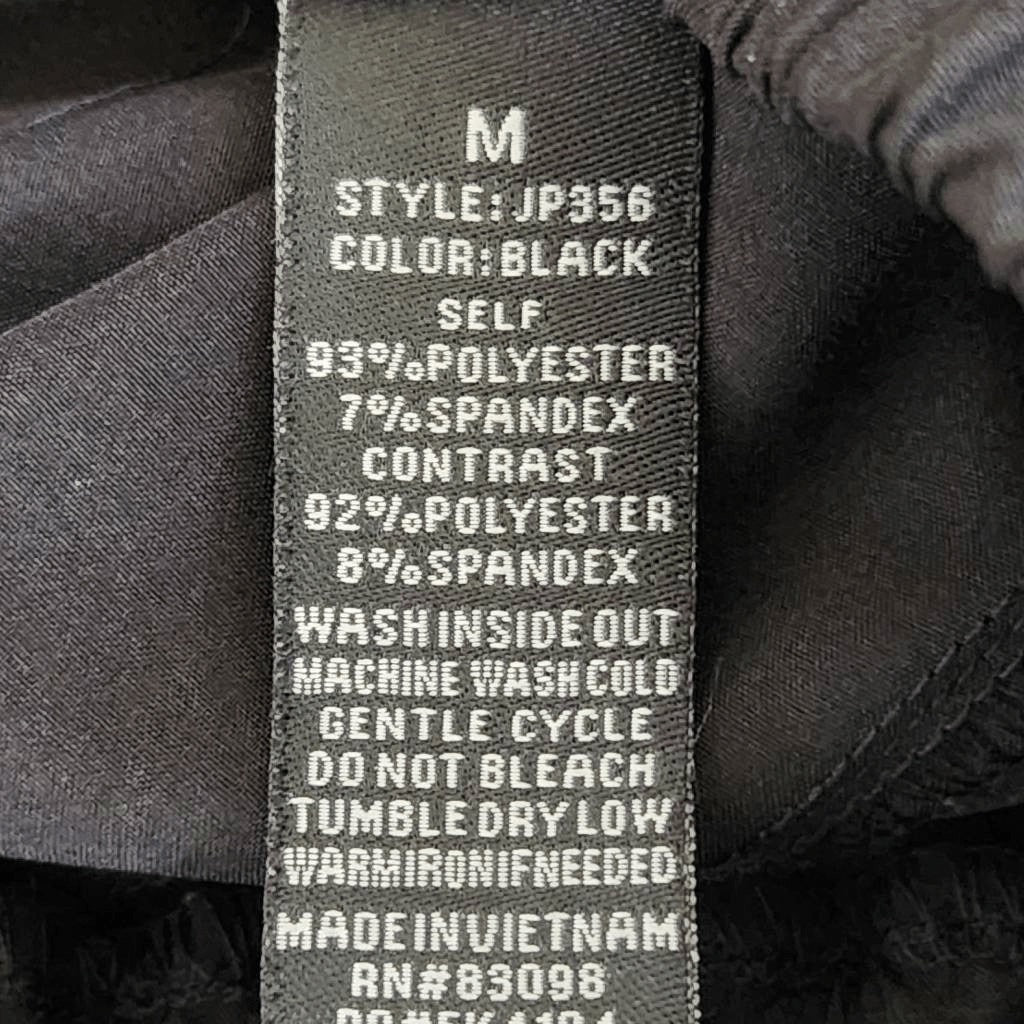 M
STYLE:JP356
COLOR:BLACK
SELF
93%POLYESTER
7%SPANDEX
CONTRAST
92%POLYESTER
8%SPANDEX
WASH INSIDE OUT
MACHINE WASH COLD
GENTLE CYCLE
DO NOT BLEACH
TUMBLE DRY LOW
WARM IRON IF NEEDED
MADE IN VIETNAM
RN#83098